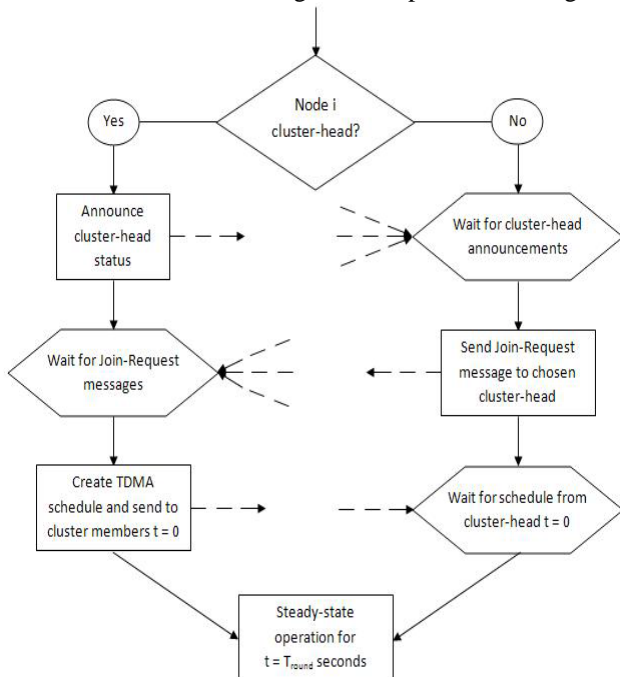 Node i
cluster-head?
Yes
No
Announce
cluster-head
status
Wait for cluster-head
announcements
Wait for Join-Request
messages
Send Join-Request
message to chosen
cluster-head
Create TDMA
schedule and send to
cluster members t = 0
Wait for schedule from
cluster-head t = 0
Steady-state
operation for
t = Tround seconds